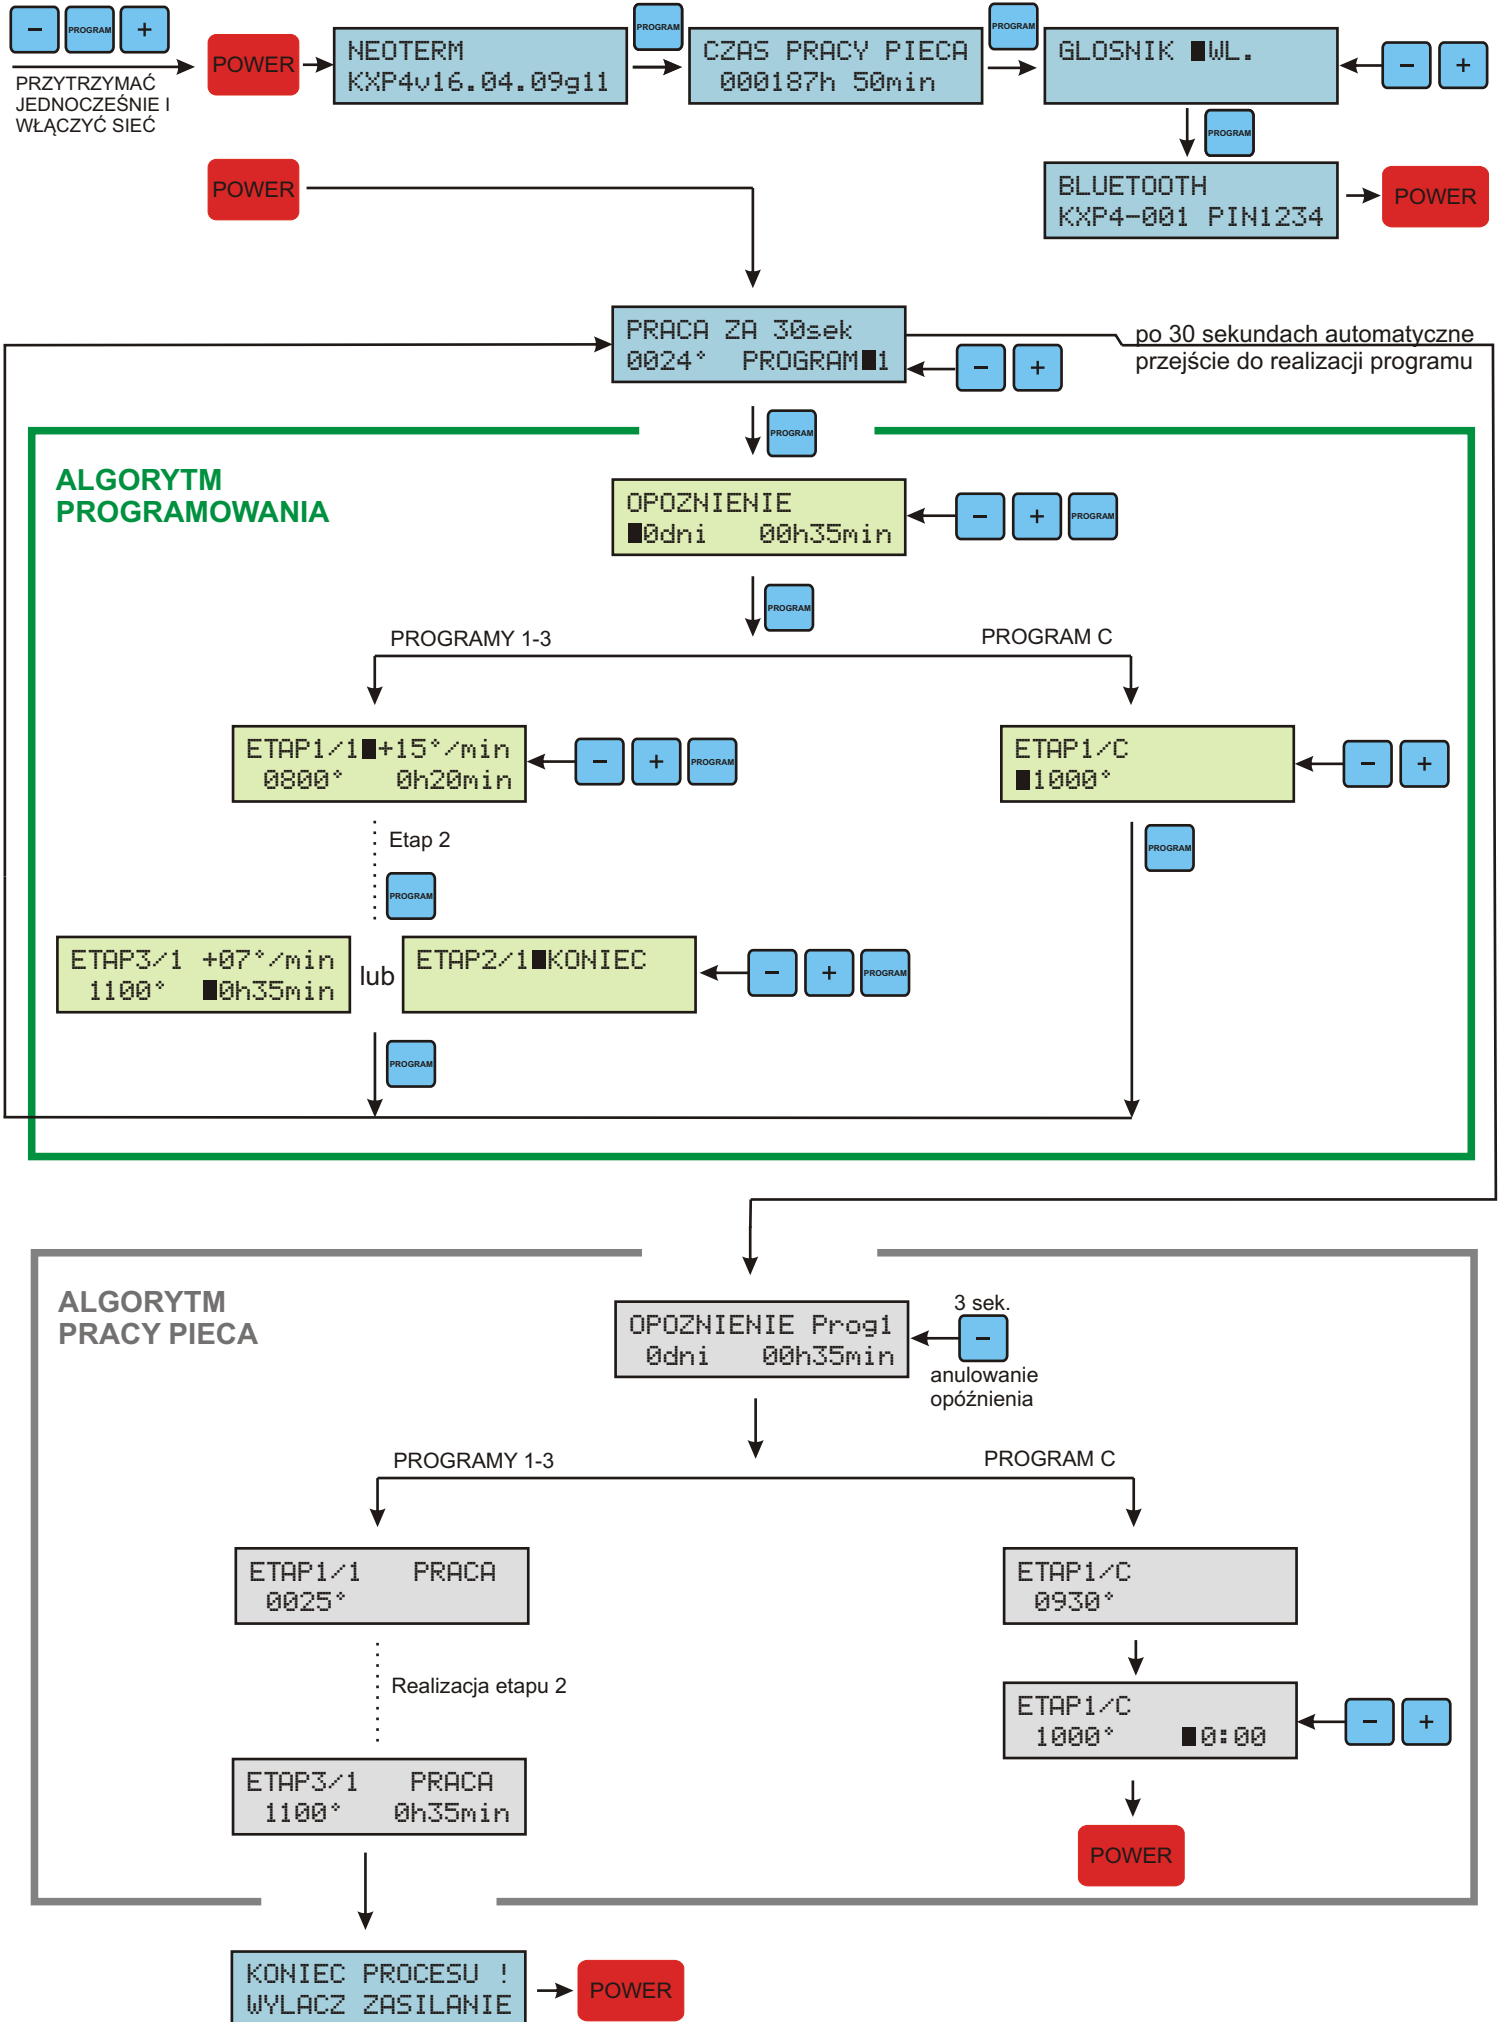 − PROGRAM +
PRZYTRZYMAĆ
JEDNOCZEŚNIE I
WŁĄCZYĆ SIEĆ
POWER
NEOTERM
KXP4v16.04.09g11
PROGRAM
CZAS PRACY PIECA
000187h 50min
PROGRAM
GLOSNIK █WL.
− +
PROGRAM
BLUETOOTH
KXP4-001 PIN1234
POWER
POWER
PRACA ZA 30sek
0024° PROGRAM█1
− +
po 30 sekundach automatyczne
przejście do realizacji programu
PROGRAM
ALGORYTM
PROGRAMOWANIA
OPOZNIENIE
█0dni 00h35min
− + PROGRAM
PROGRAM
PROGRAMY 1-3
PROGRAM C
ETAP1/1█+15°/min
0800° 0h20min
− + PROGRAM
ETAP1/C
█1000°
− +
Etap 2
PROGRAM
PROGRAM
ETAP3/1 +07°/min
1100° █0h35min
lub
ETAP2/1█KONIEC
− + PROGRAM
PROGRAM
ALGORYTM
PRACY PIECA
OPOZNIENIE Prog1
0dni 00h35min
3 sek.
−
anulowanie
opóźnienia
PROGRAMY 1-3
PROGRAM C
ETAP1/1 PRACA
0025°
ETAP1/C
0930°
Realizacja etapu 2
ETAP1/C
1000° █0:00
− +
ETAP3/1 PRACA
1100° 0h35min
POWER
KONIEC PROCESU !
WYLACZ ZASILANIE
POWER